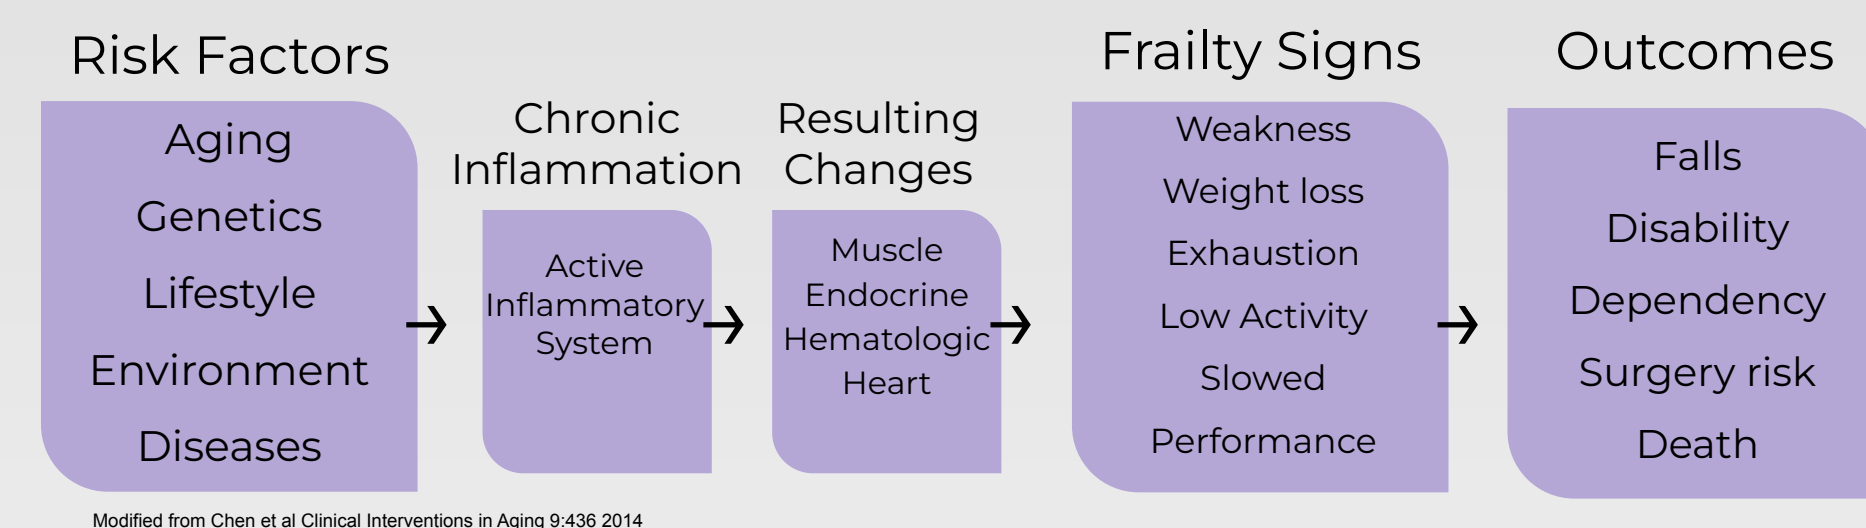 Risk Factors
Aging
Genetics
Lifestyle
Environment
Diseases
Chronic
Inflammation
Active
Inflammatory
System
Resulting
Changes
Muscle
Endocrine
Hematologic
Heart
Frailty Signs
Weakness
Weight loss
Exhaustion
Low Activity
Slowed
Performance
Outcomes
Falls
Disability
Dependency
Surgery risk
Death
Modified from Chen et al Clinical Interventions in Aging 9:436 2014